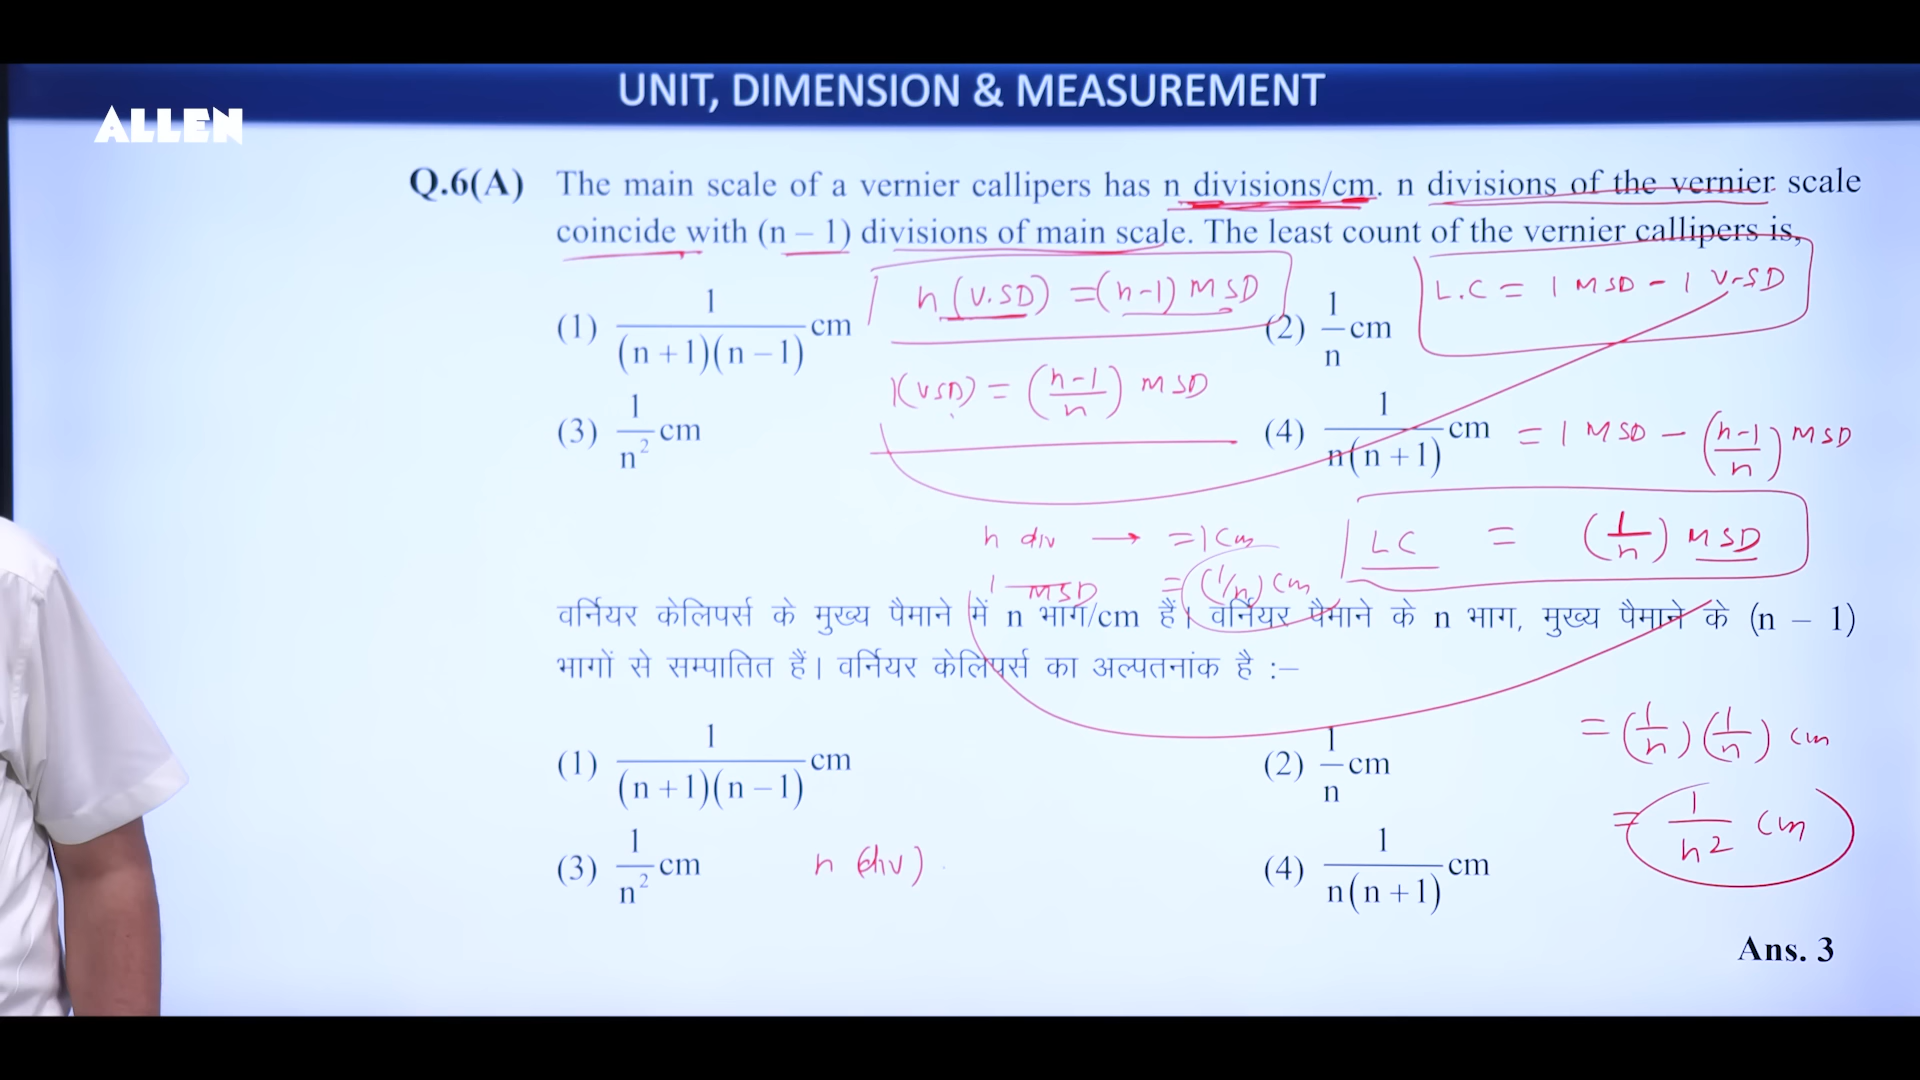 UNIT, DIMENSION & MEASUREMENT
ALLEN
Q.6(A) The main scale of a vernier callipers has n divisions/cm. n divisions of the vernier scale
coincide with (n – 1) divisions of main scale. The least count of the vernier callipers is,
n (V.SD) = (n-1) MSD
L.C = 1 MSD - 1 V-SD
(1) 1/((n+1)(n−1)) cm (2) 1/n cm
1(VSD) = ((n-1)/n) MSD
(3) 1/n² cm (4) 1/(n(n+1)) cm
= 1 MSD - ((n-1)/n) MSD
n div → = 1 cm
LC = (1/n) MSD
1 MSD = (1/n) cm
वर्नियर केलिपर्स के मुख्य पैमाने में n भाग/cm हैं। वर्नियर पैमाने के n भाग, मुख्य पैमाने के (n – 1)
भागों से सम्पातित हैं। वर्नियर केलिपर्स का अल्पतनांक है :–
= (1/n) (1/n) cm
(1) 1/((n+1)(n−1)) cm (2) 1/n cm
= 1/n² cm
(3) 1/n² cm n (div) (4) 1/(n(n+1)) cm
Ans. 3